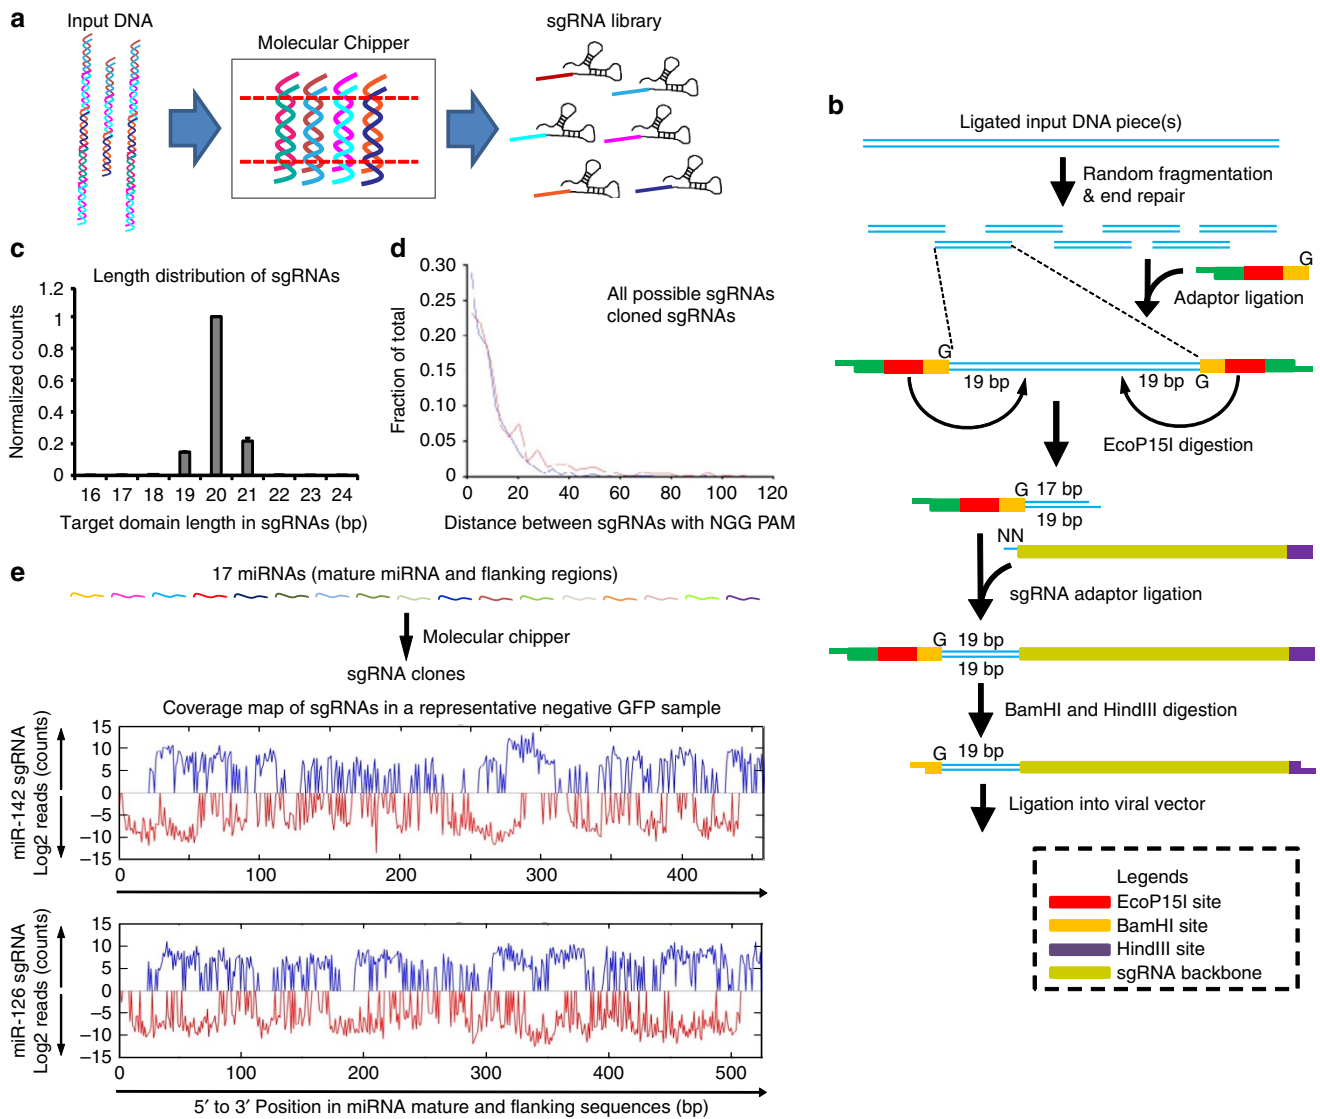 a
Input DNA
Molecular Chipper
sgRNA library
b
Ligated input DNA piece(s)
Random fragmentation
& end repair
G
Adaptor ligation
G
19 bp
19 bp
G
EcoP15I digestion
G
17 bp
19 bp
NN
sgRNA adaptor ligation
G
19 bp
19 bp
BamHI and HindIII digestion
G
19 bp
Ligation into viral vector
Legends
EcoP15I site
BamHI site
HindIII site
sgRNA backbone
c
Length distribution of sgRNAs
Normalized counts
1.2
1
0.8
0.6
0.4
0.2
0
16 17 18 19 20 21 22 23 24
Target domain length in sgRNAs (bp)
d
All possible sgRNAs
cloned sgRNAs
Fraction of total
0.30
0.25
0.20
0.15
0.10
0.05
0
0 20 40 60 80 100 120
Distance between sgRNAs with NGG PAM
e
17 miRNAs (mature miRNA and flanking regions)
Molecular chipper
sgRNA clones
Coverage map of sgRNAs in a representative negative GFP sample
miR-142 sgRNA
Log2 reads (counts)
15
10
5
0
−5
−10
−15
0 100 200 300 400
miR-126 sgRNA
Log2 reads (counts)
15
10
5
0
−5
−10
−15
0 100 200 300 400 500
5′ to 3′ Position in miRNA mature and flanking sequences (bp)